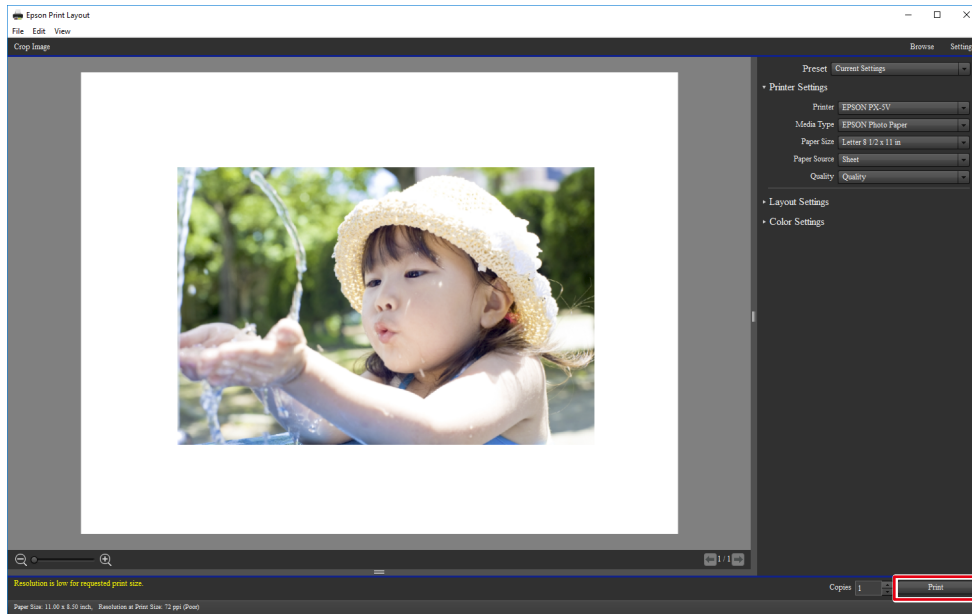 Epson Print Layout
File Edit View
Crop Image Browse Setting
Preset Current Settings
Printer Settings
Printer EPSON PX-5V
Media Type EPSON Photo Paper
Paper Size Letter 8 1/2 x 11 in
Paper Source Sheet
Quality Quality
Layout Settings
Color Settings
1 / 1
Resolution is low for requested print size.
Copies 1 Print
Paper Size: 11.00 x 8.50 inch, Resolution at Print Size: 72 ppi (Poor)